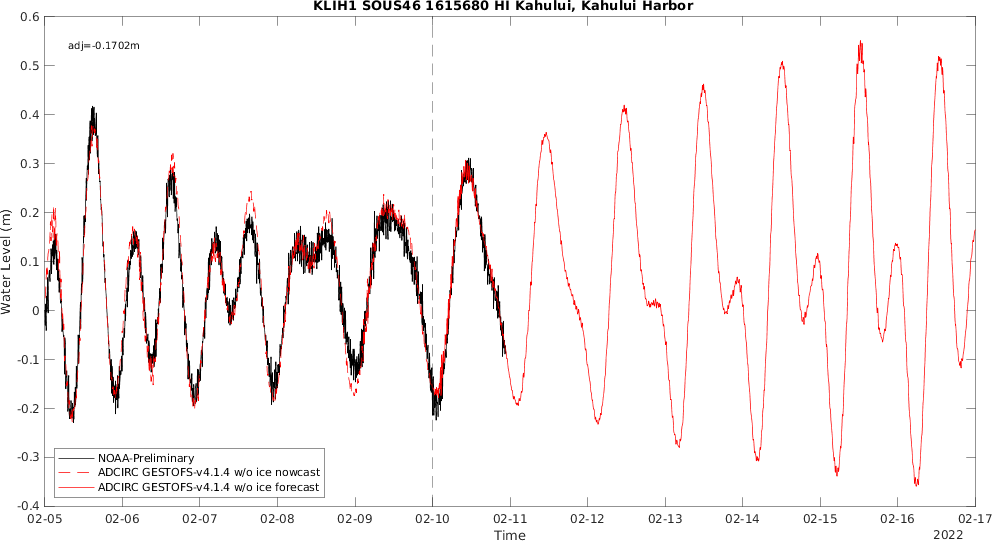 KLIH1 SOUS46 1615680 HI Kahului, Kahului Harbor
0.6
adj=-0.1702m
0.5
0.4
0.3
0.2
0.1
0
-0.1
-0.2
-0.3
-0.4
Water Level (m)
NOAA-Preliminary
ADCIRC GESTOFS-v4.1.4 w/o ice nowcast
ADCIRC GESTOFS-v4.1.4 w/o ice forecast
02-05 02-06 02-07 02-08 02-09 02-10 02-11 02-12 02-13 02-14 02-15 02-16 02-17
Time
2022